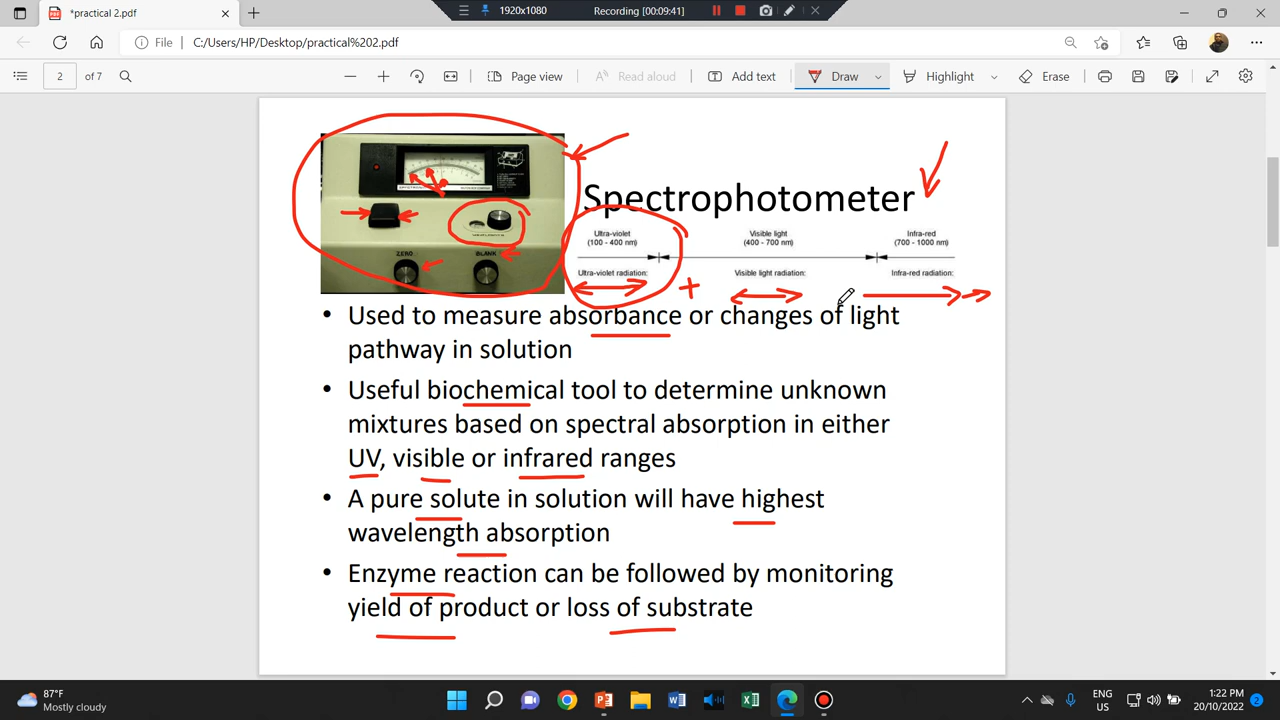 1920x1080
Recording [00:09:41]
*practical 2.pdf
File
C:/Users/HP/Desktop/practical%202.pdf
2
of 7
Page view
Read aloud
Add text
Draw
Highlight
Erase
ZERO
BLANK
Spectrophotometer
Ultra-violet
(100 - 400 nm)
Visible light
(400 - 700 nm)
Infra-red
(700 - 1000 nm)
Ultra-violet radiation:
Visible light radiation:
Infra-red radiation:
+
• Used to measure absorbance or changes of light
pathway in solution
• Useful biochemical tool to determine unknown
mixtures based on spectral absorption in either
UV, visible or infrared ranges
• A pure solute in solution will have highest
wavelength absorption
• Enzyme reaction can be followed by monitoring
yield of product or loss of substrate
87°F
Mostly cloudy
ENG
US
1:22 PM
20/10/2022
2